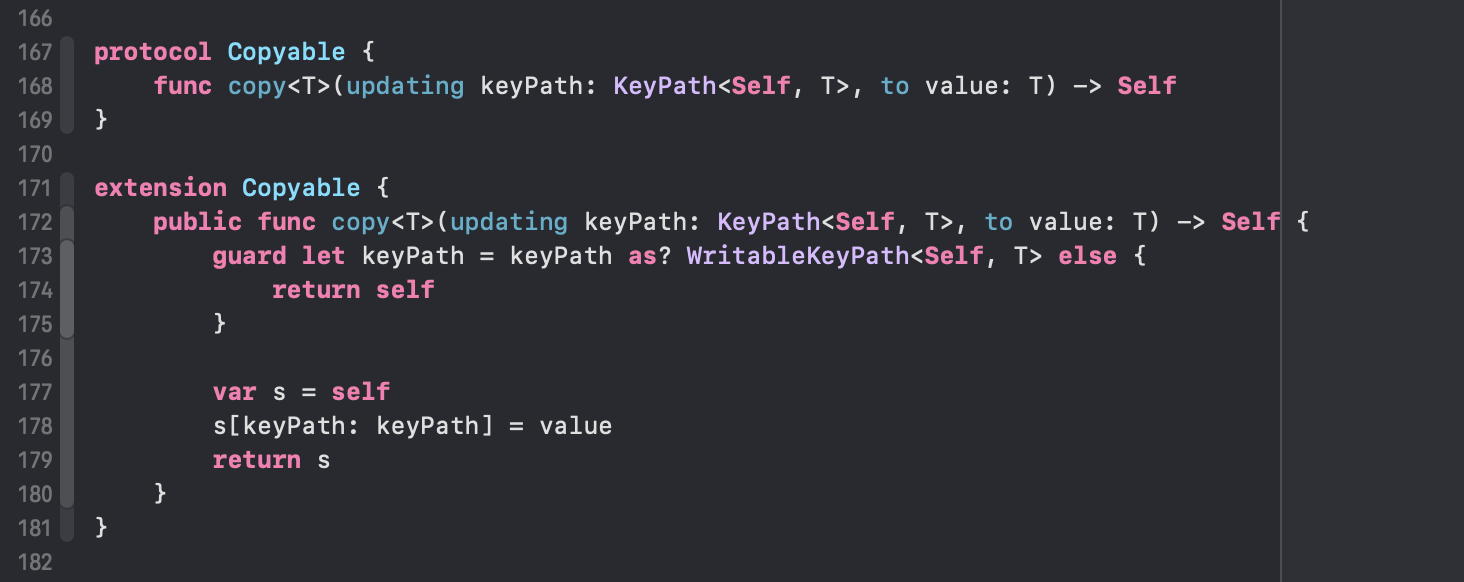 166
167 protocol Copyable {
168     func copy<T>(updating keyPath: KeyPath<Self, T>, to value: T) -> Self
169 }
170
171 extension Copyable {
172     public func copy<T>(updating keyPath: KeyPath<Self, T>, to value: T) -> Self {
173         guard let keyPath = keyPath as? WritableKeyPath<Self, T> else {
174             return self
175         }
176
177         var s = self
178         s[keyPath: keyPath] = value
179         return s
180     }
181 }
182